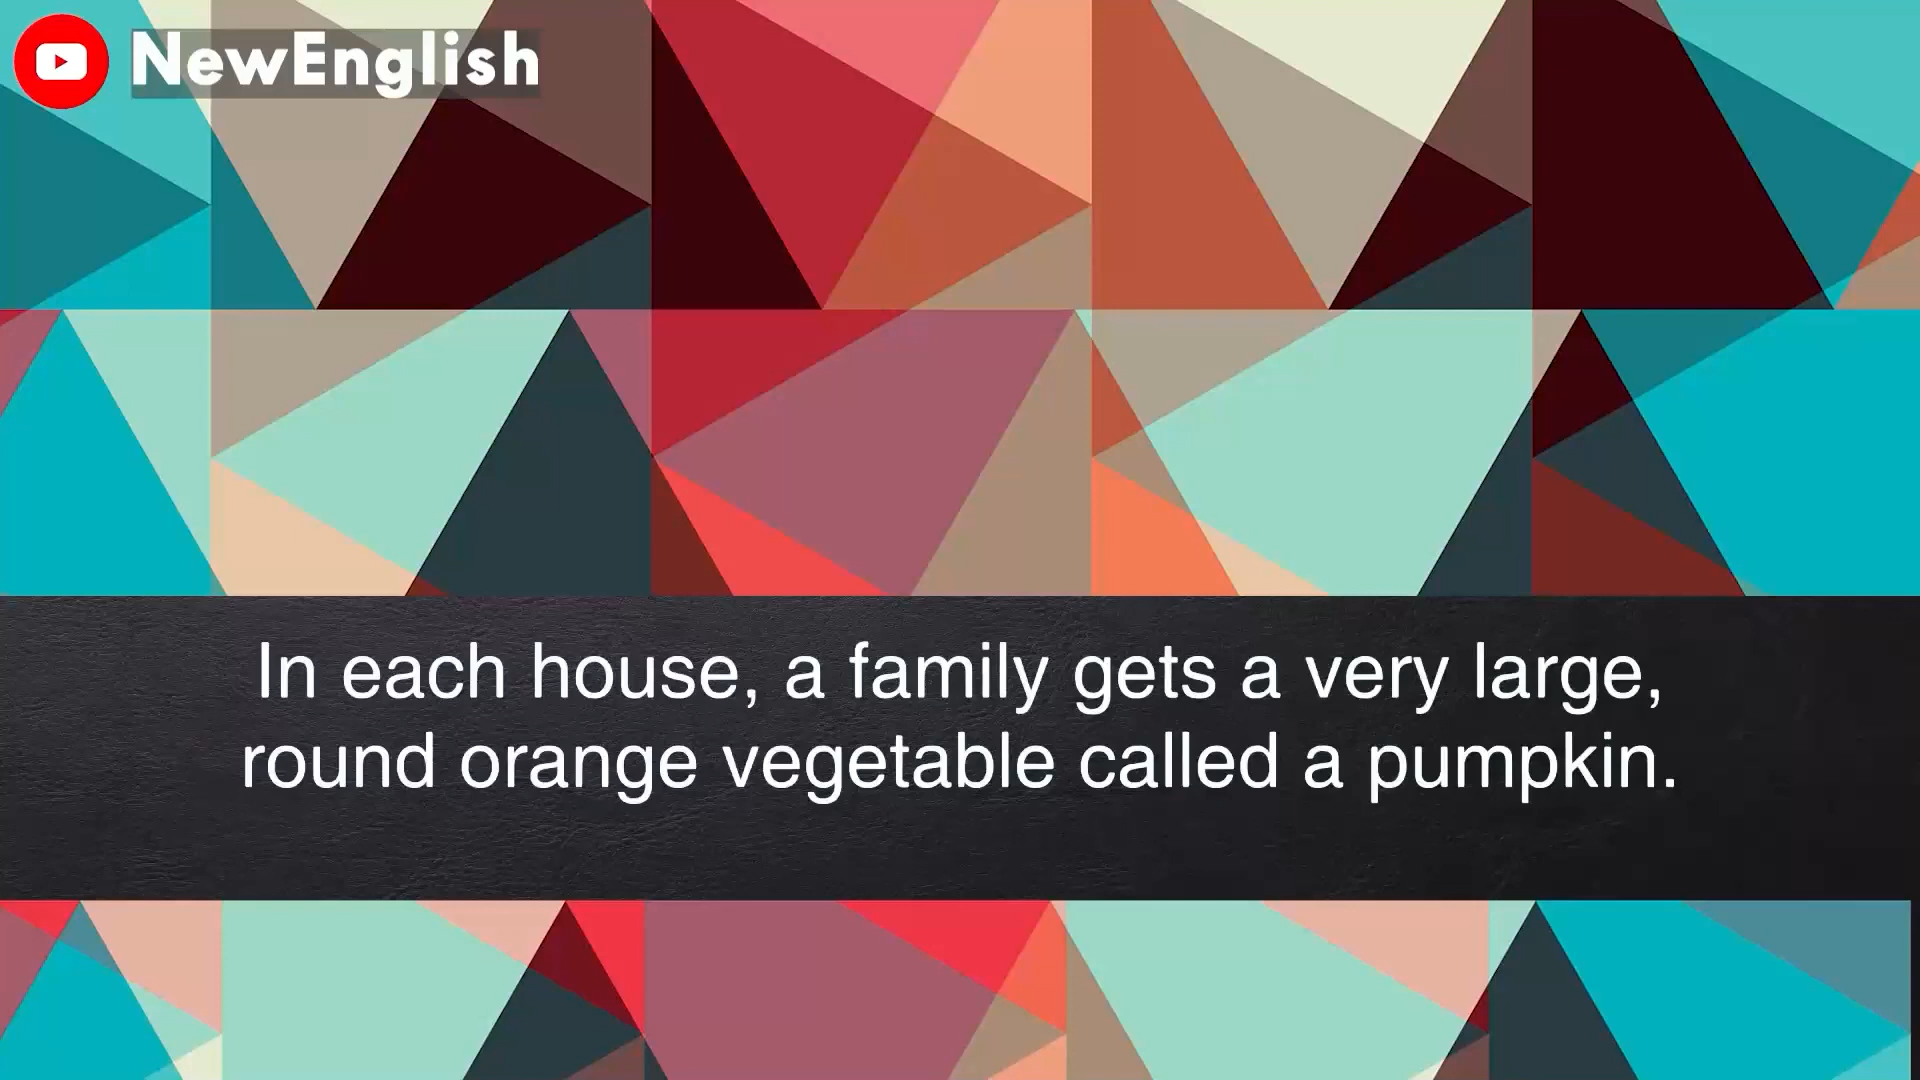 NewEnglish
In each house, a family gets a very large,
round orange vegetable called a pumpkin.